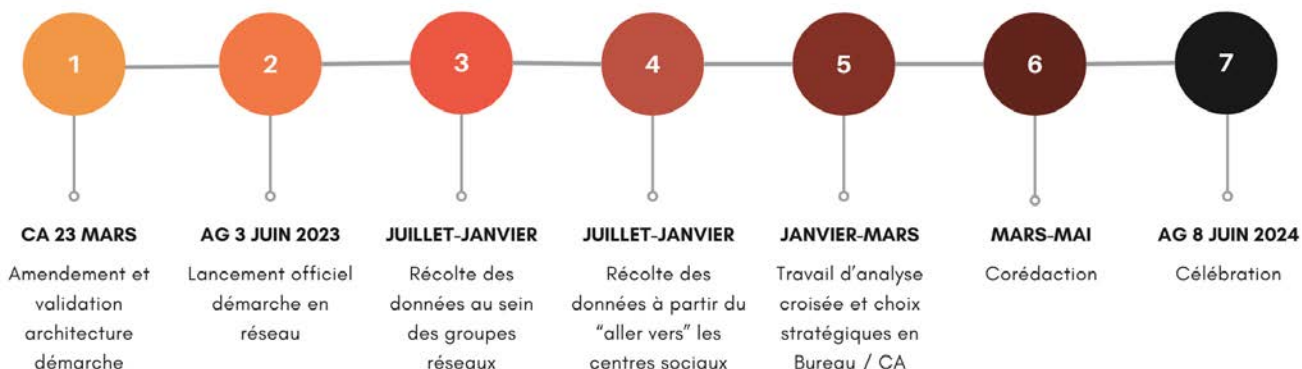 1
2
3
4
5
6
7
CA 23 MARS
Amendement et
validation
architecture
démarche
AG 3 JUIN 2023
Lancement officiel
démarche en
réseau
JUILLET-JANVIER
Récolte des
données au sein
des groupes
réseaux
JUILLET-JANVIER
Récolte des
données à partir du
“aller vers” les
centres sociaux
JANVIER-MARS
Travail d’analyse
croisée et choix
stratégiques en
Bureau / CA
MARS-MAI
Corédaction
AG 8 JUIN 2024
Célébration